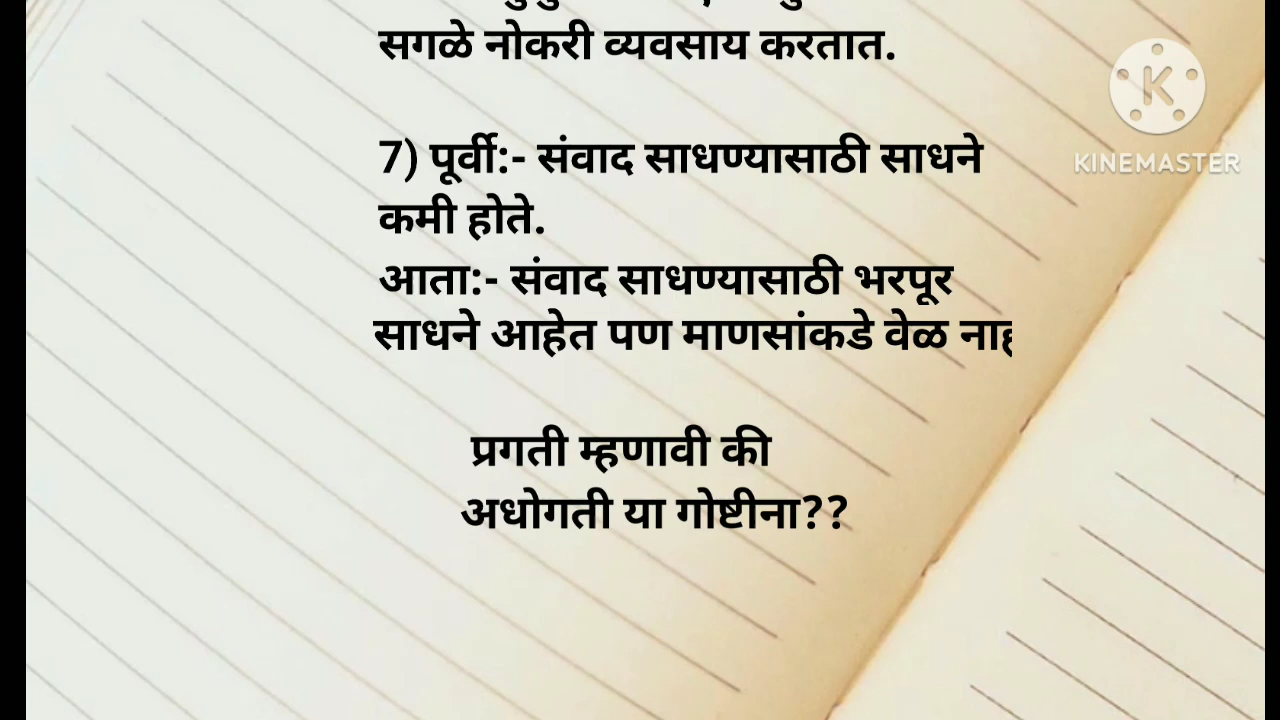 सगळे नोकरी व्यवसाय करतात.
7) पूर्वी:- संवाद साधण्यासाठी साधने
कमी होते.
आता:- संवाद साधण्यासाठी भरपूर
साधने आहेत पण माणसांकडे वेळ
प्रगती म्हणावी की
अधोगती या गोष्टीना??
K
KINEMASTER